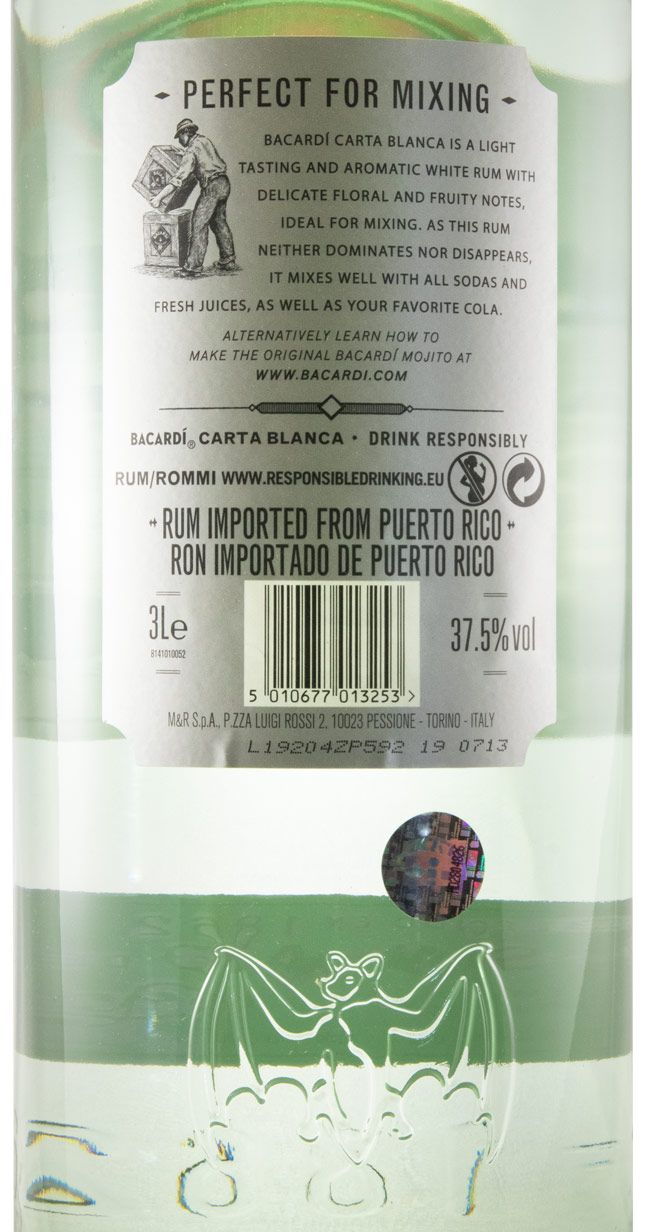 PERFECT FOR MIXING
BACARDÍ CARTA BLANCA IS A LIGHT
TASTING AND AROMATIC WHITE RUM WITH
DELICATE FLORAL AND FRUITY NOTES,
IDEAL FOR MIXING. AS THIS RUM
NEITHER DOMINATES NOR DISAPPEARS,
IT MIXES WELL WITH ALL SODAS AND
FRESH JUICES, AS WELL AS YOUR FAVORITE COLA.
ALTERNATIVELY LEARN HOW TO
MAKE THE ORIGINAL BACARDÍ MOJITO AT
WWW.BACARDI.COM
BACARDÍ® CARTA BLANCA · DRINK RESPONSIBLY
RUM/ROMMI WWW.RESPONSIBLEDRINKING.EU
RUM IMPORTED FROM PUERTO RICO
RON IMPORTADO DE PUERTO RICO
3Le
8141010052
37.5%vol
5 010677 013253 >
M&R S.p.A., P.ZZA LUIGI ROSSI 2, 10023 PESSIONE - TORINO - ITALY
L19204ZP592 19 0713